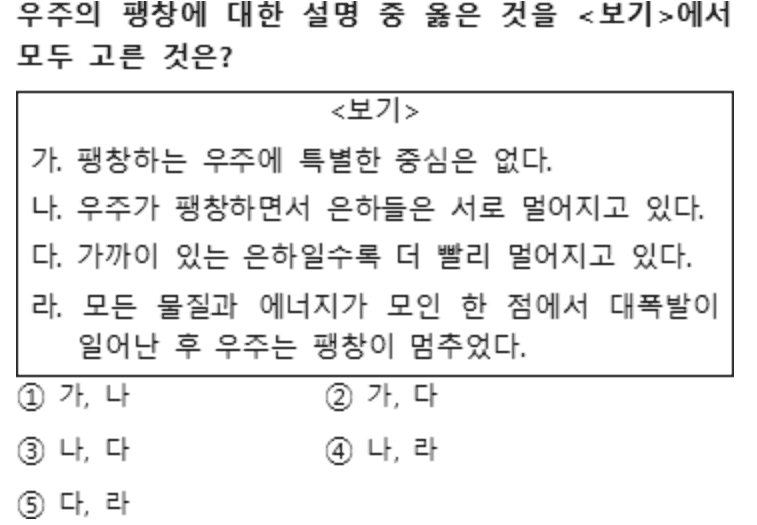 우주의 팽창에 대한 설명 중 옳은 것을 <보기>에서
모두 고른 것은?
<보기>
가. 팽창하는 우주에 특별한 중심은 없다.
나. 우주가 팽창하면서 은하들은 서로 멀어지고 있다.
다. 가까이 있는 은하일수록 더 빨리 멀어지고 있다.
라. 모든 물질과 에너지가 모인 한 점에서 대폭발이
일어난 후 우주는 팽창이 멈추었다.
① 가, 나 ② 가, 다
③ 나, 다 ④ 나, 라
⑤ 다, 라